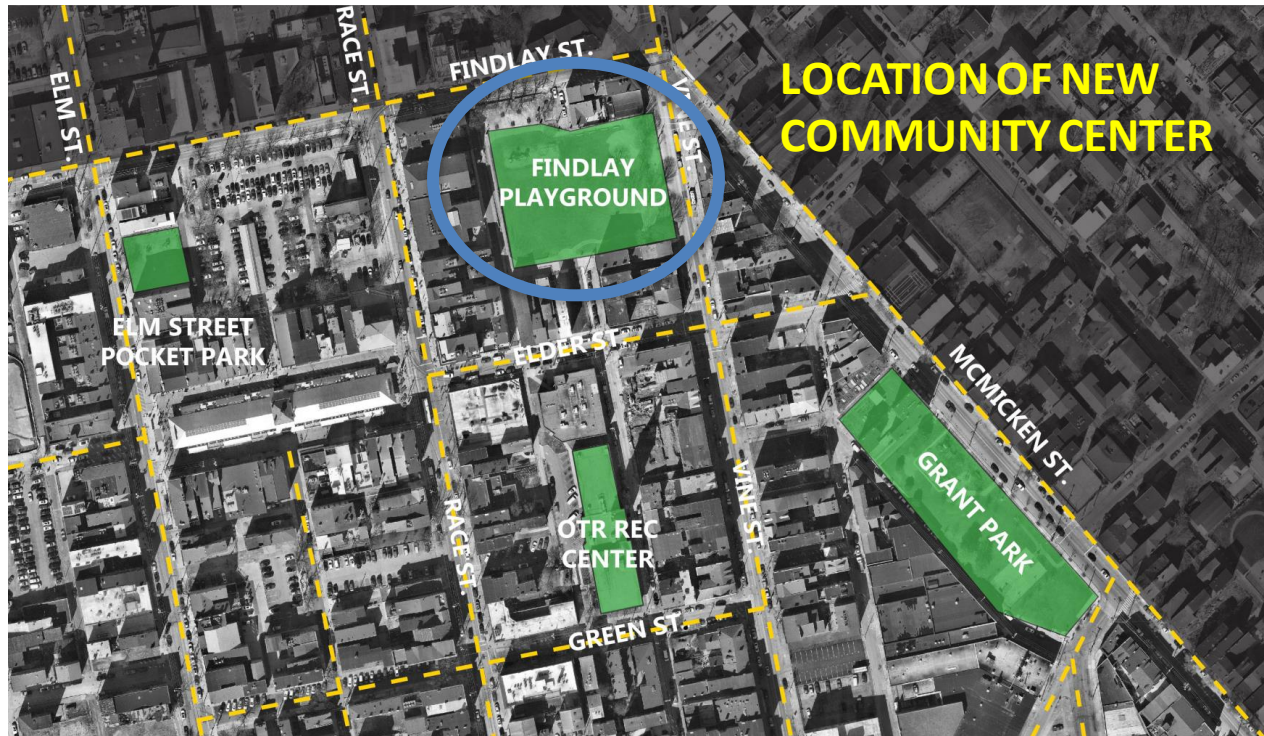 LOCATION OF NEW
COMMUNITY CENTER
ELM ST.
RACE ST.
FINDLAY ST.
VINE ST.
FINDLAY
PLAYGROUND
ELM STREET
POCKET PARK
ELDER ST.
MCMICKEN ST.
GRANT PARK
RACE ST
OTR REC
CENTER
VINE ST.
GREEN ST.